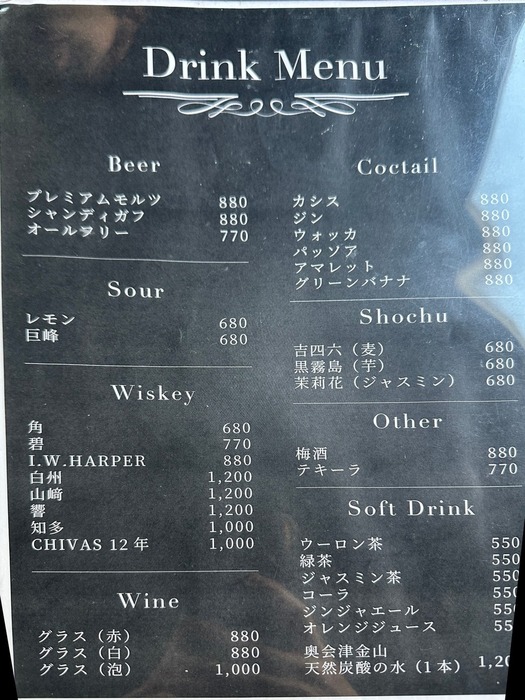 Drink Menu
Beer
プレミアムモルツ 880
シャンディガフ 880
オールフリー 770
Sour
レモン 680
巨峰 680
Wiskey
角 680
碧 770
I.W.HARPER 880
白州 1,200
山﨑 1,200
響 1,200
知多 1,000
CHIVAS 12年 1,000
Wine
グラス（赤） 880
グラス（白） 880
グラス（泡） 1,000
Coctail
カシス 880
ジン 880
ウォッカ 880
パッソア 880
アマレット 880
グリーンバナナ 880
Shochu
吉四六（麦） 680
黒霧島（芋） 680
茉莉花（ジャスミン） 680
Other
梅酒 880
テキーラ 770
Soft Drink
ウーロン茶 550
緑茶 550
ジャスミン茶 550
コーラ 550
ジンジャエール 550
オレンジジュース
奥会津金山
天然炭酸の水（1本）